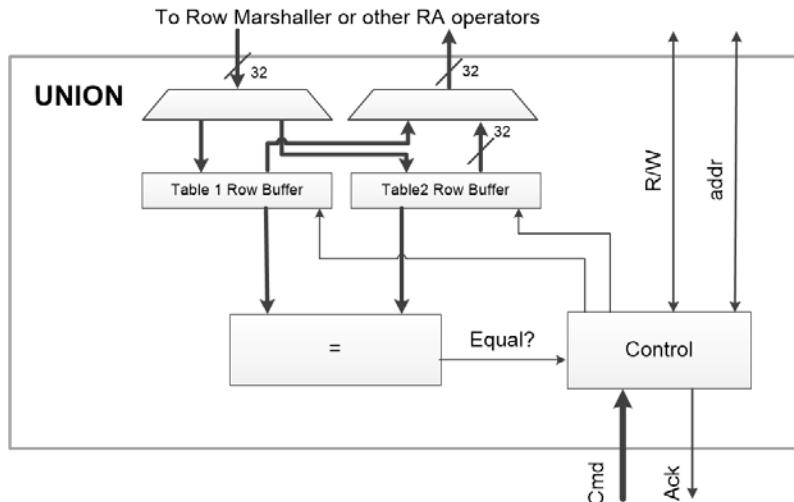 To Row Marshaller or other RA operators
32
32
UNION
32
Table 1 Row Buffer
Table2 Row Buffer
R/W
addr
=
Equal?
Control
Cmd
Ack